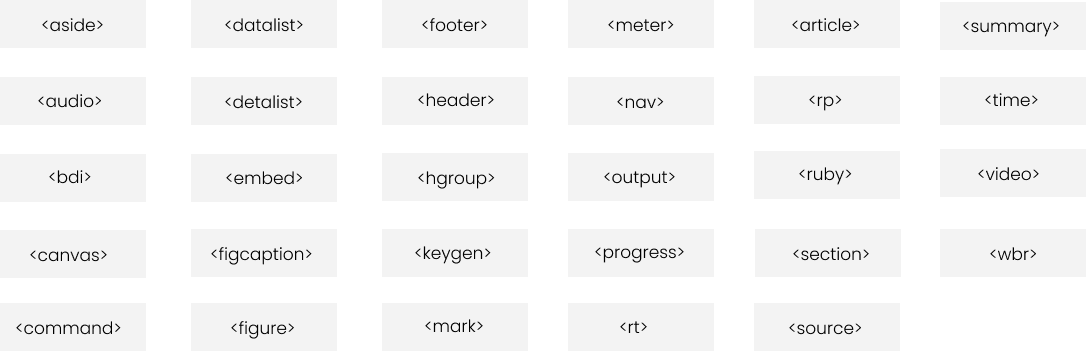 <aside> <datalist> <footer> <meter> <article> <summary>
<audio> <detalist> <header> <nav> <rp> <time>
<bdi> <embed> <hgroup> <output> <ruby> <video>
<canvas> <figcaption> <keygen> <progress> <section> <wbr>
<command> <figure> <mark> <rt> <source>